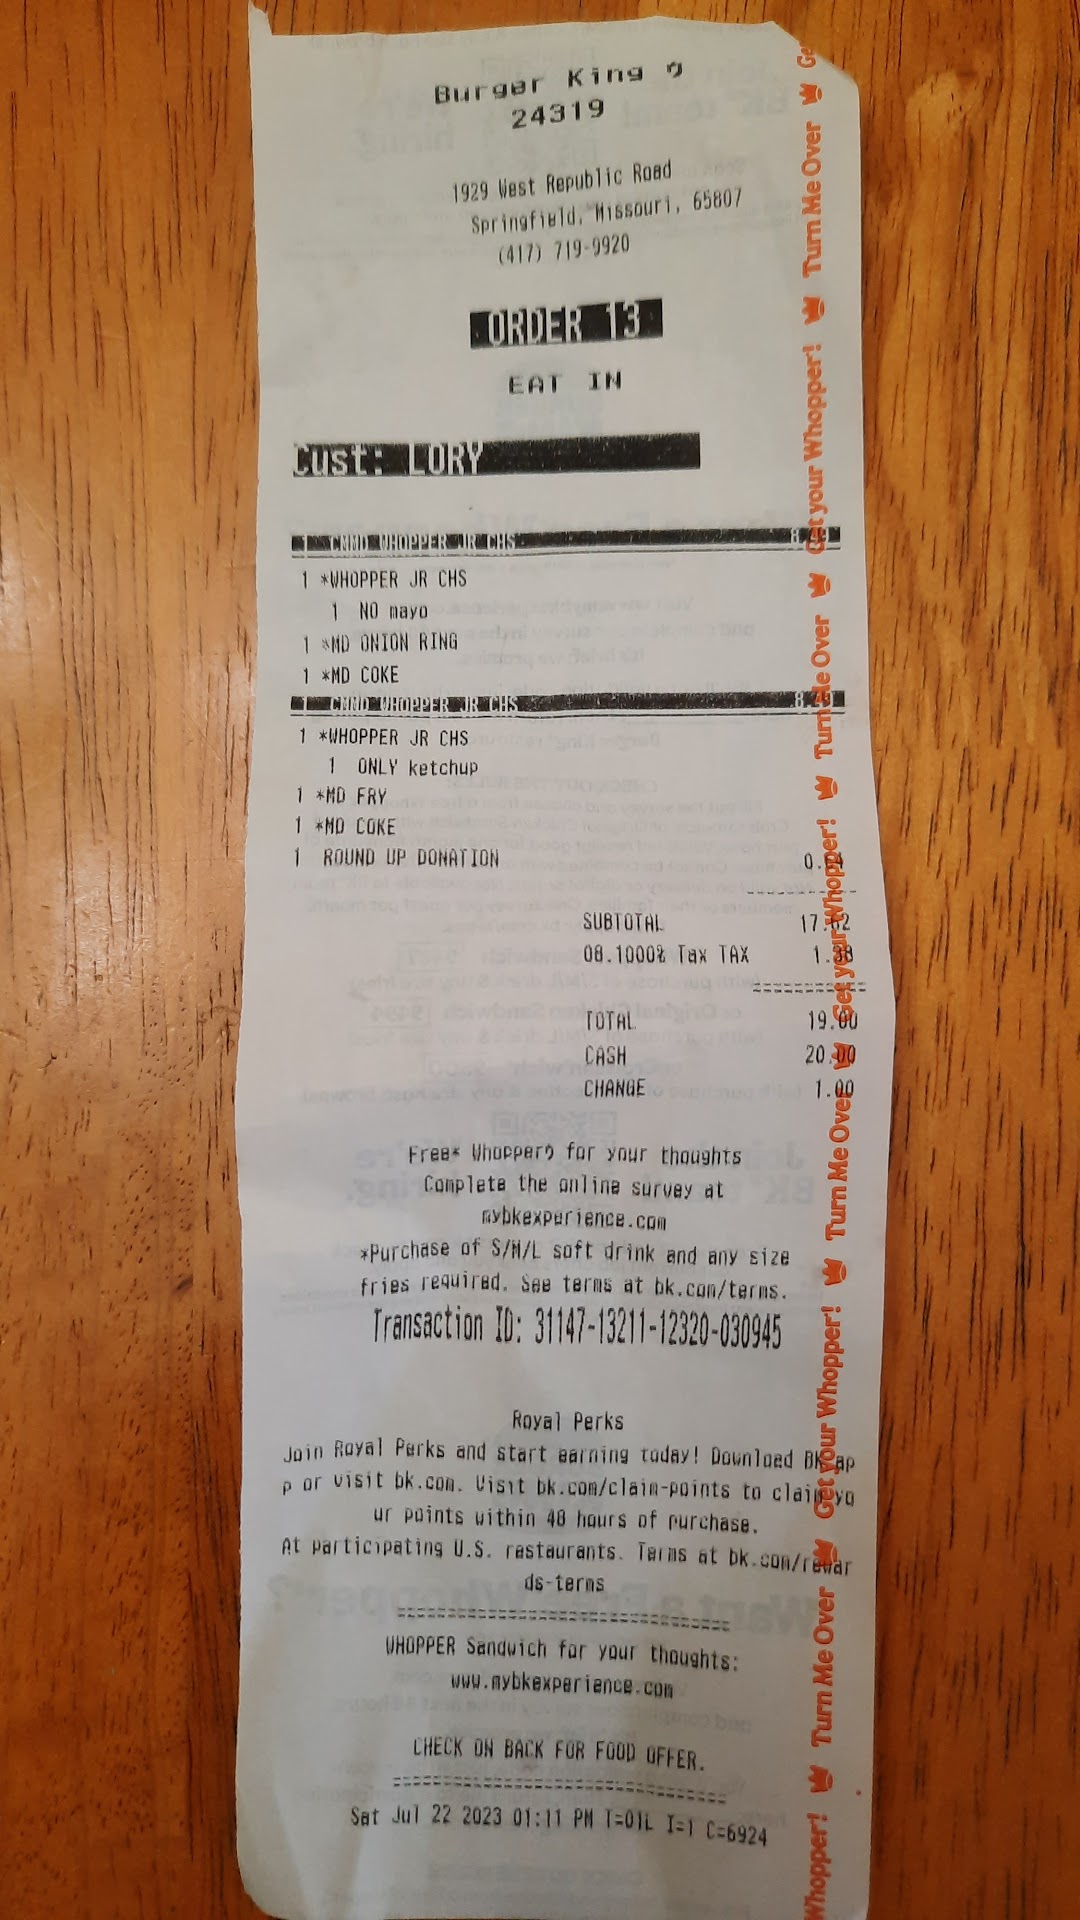 Burger King
24319
1929 West Republic Road
Springfield, Missouri, 65807
(417) 719-9920
ORDER 13
EAT IN
Cust: LORY
1 CMMD WHOPPER JR CHS
1 *WHOPPER JR CHS
1 NO mayo
1 *MD ONION RING
1 *MD COKE
1 CMMD WHOPPER JR CHS
1 *WHOPPER JR CHS
1 ONLY ketchup
1 *MD FRY
1 *MD COKE
1 ROUND UP DONATION
SUBTOTAL 17.62
08.1000% Tax TAX 1.38
TOTAL 19.00
CASH 20.00
CHANGE 1.00
Free* Whopper for your thoughts
Complete the online survey at
mybkexperience.com
*Purchase of S/M/L soft drink and any size
fries required. See terms at bk.com/terms.
Transaction ID: 31147-13211-12320-030945
Royal Perks
Join Royal Perks and start earning today! Download BK ap
p or visit bk.com. Visit bk.com/claim-points to claim yo
ur points within 48 hours of purchase.
At participating U.S. restaurants. Terms at bk.com/rewar
ds-terms
WHOPPER Sandwich for your thoughts:
www.mybkexperience.com
CHECK ON BACK FOR FOOD OFFER.
Sat Jul 22 2023 01:11 PM T=01L I=1 C=6924
Whopper! Turn Me Over Get your Whopper! Turn Me Over Get your Whopper! Turn Me Over Get your Whopper! Turn Me Over Ge